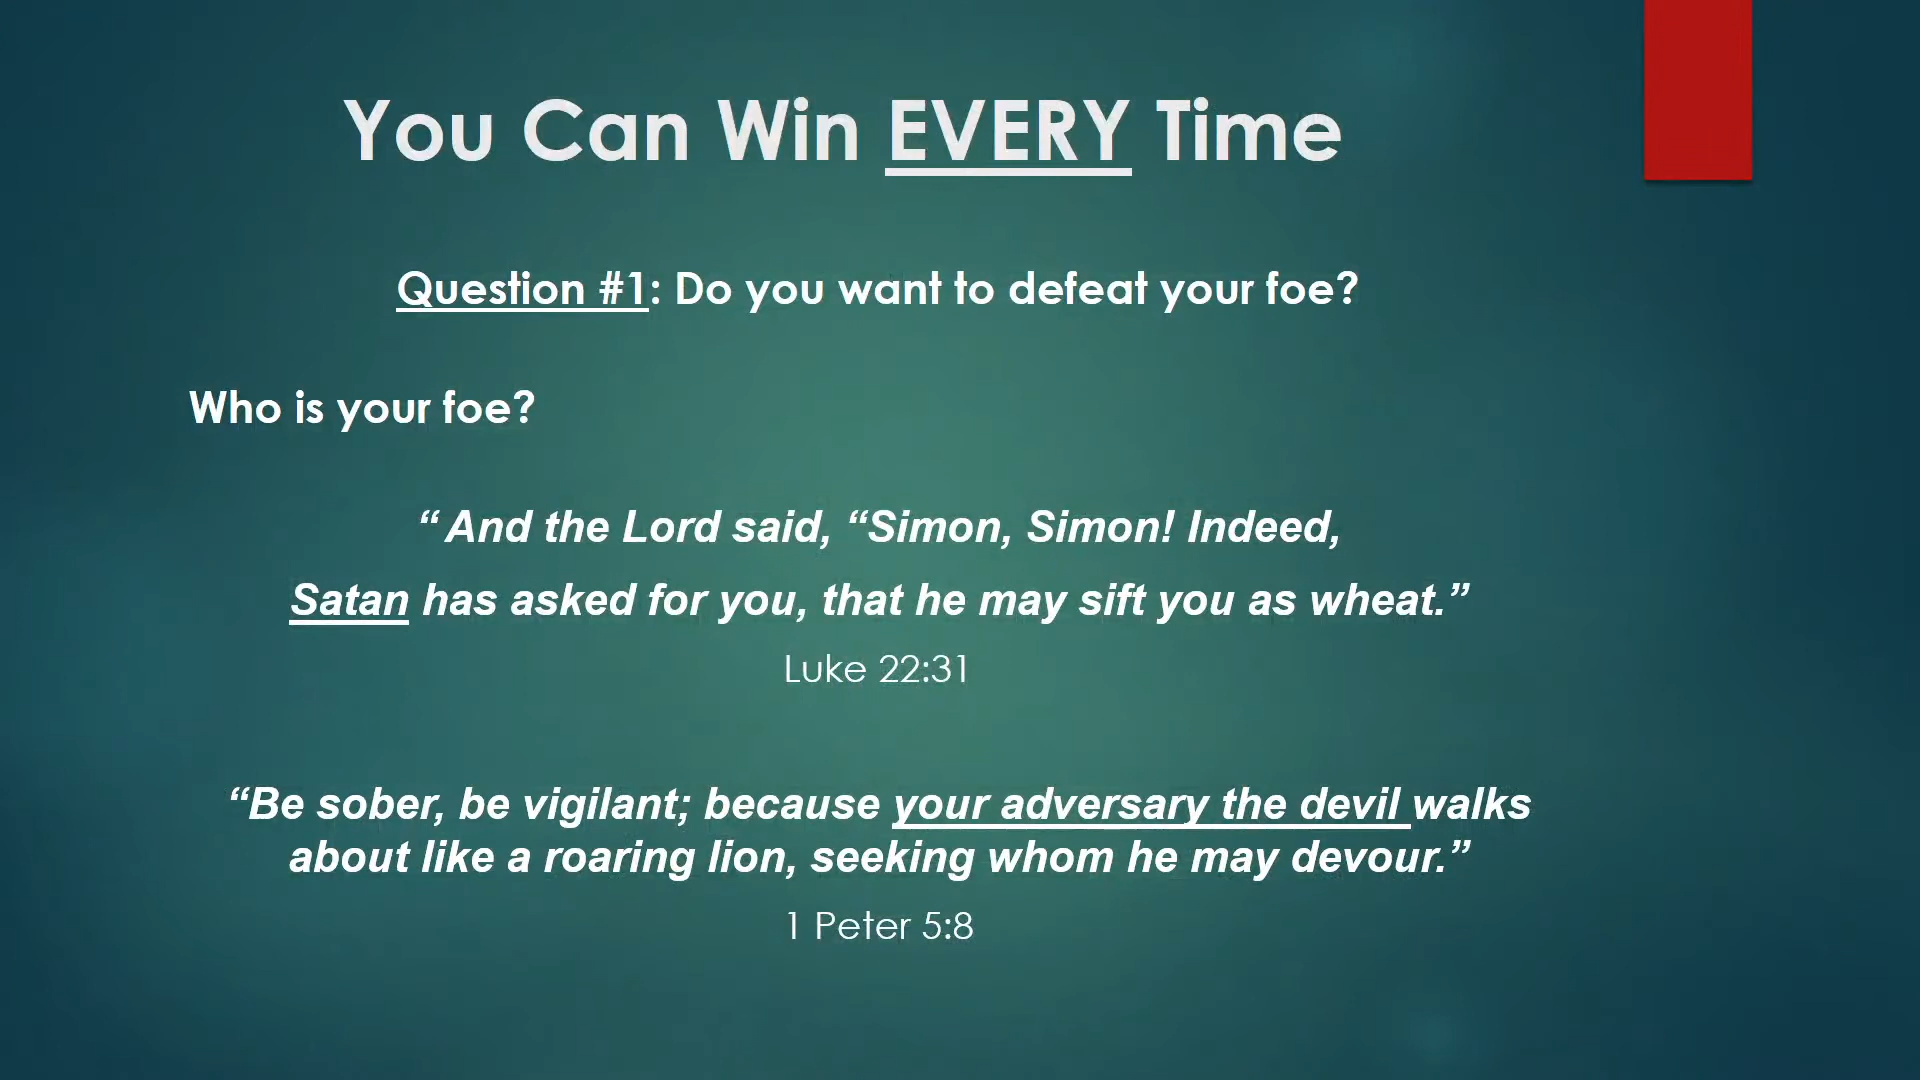 You Can Win EVERY Time
Question #1: Do you want to defeat your foe?
Who is your foe?
“ And the Lord said, “Simon, Simon! Indeed,
Satan has asked for you, that he may sift you as wheat.”
Luke 22:31
“Be sober, be vigilant; because your adversary the devil walks
about like a roaring lion, seeking whom he may devour.”
1 Peter 5:8